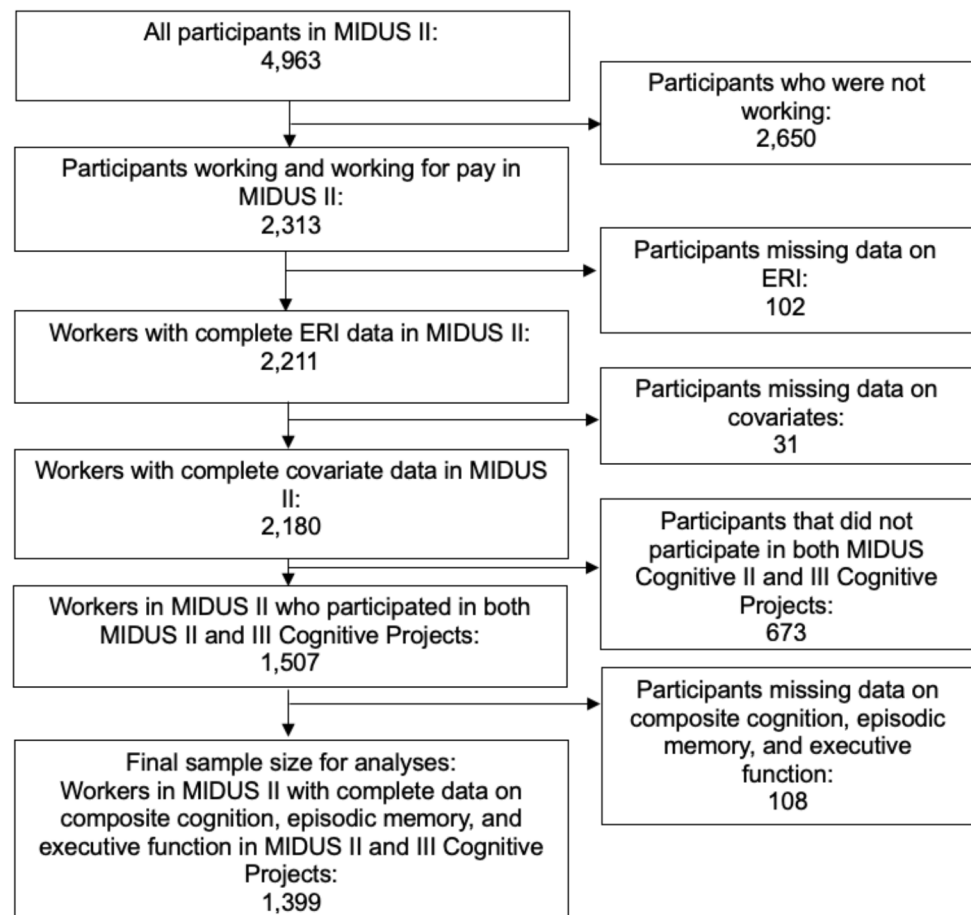 All participants in MIDUS II:
4,963
Participants who were not
working:
2,650
Participants working and working for pay in
MIDUS II:
2,313
Participants missing data on
ERI:
102
Workers with complete ERI data in MIDUS II:
2,211
Participants missing data on
covariates:
31
Workers with complete covariate data in MIDUS
II:
2,180
Participants that did not
participate in both MIDUS
Cognitive II and III Cognitive
Projects:
673
Workers in MIDUS II who participated in both
MIDUS II and III Cognitive Projects:
1,507
Participants missing data on
composite cognition, episodic
memory, and executive
function:
108
Final sample size for analyses:
Workers in MIDUS II with complete data on
composite cognition, episodic memory, and
executive function in MIDUS II and III Cognitive
Projects:
1,399